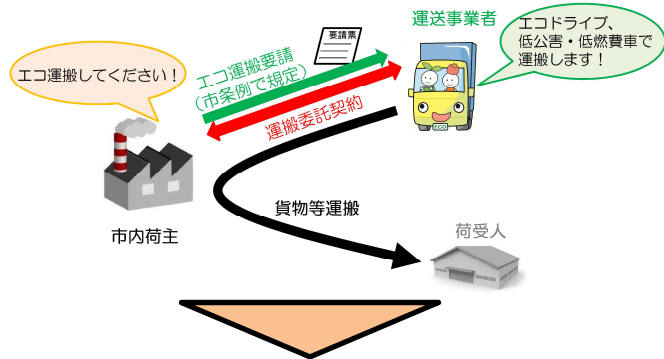 要請票
運送事業者
エコドライブ、
低公害・低燃費車で
運搬します！
エコ運搬してください！
エコ運搬要請
（市条例で規定）
運搬委託契約
ECO
貨物等運搬
市内荷主
荷受人